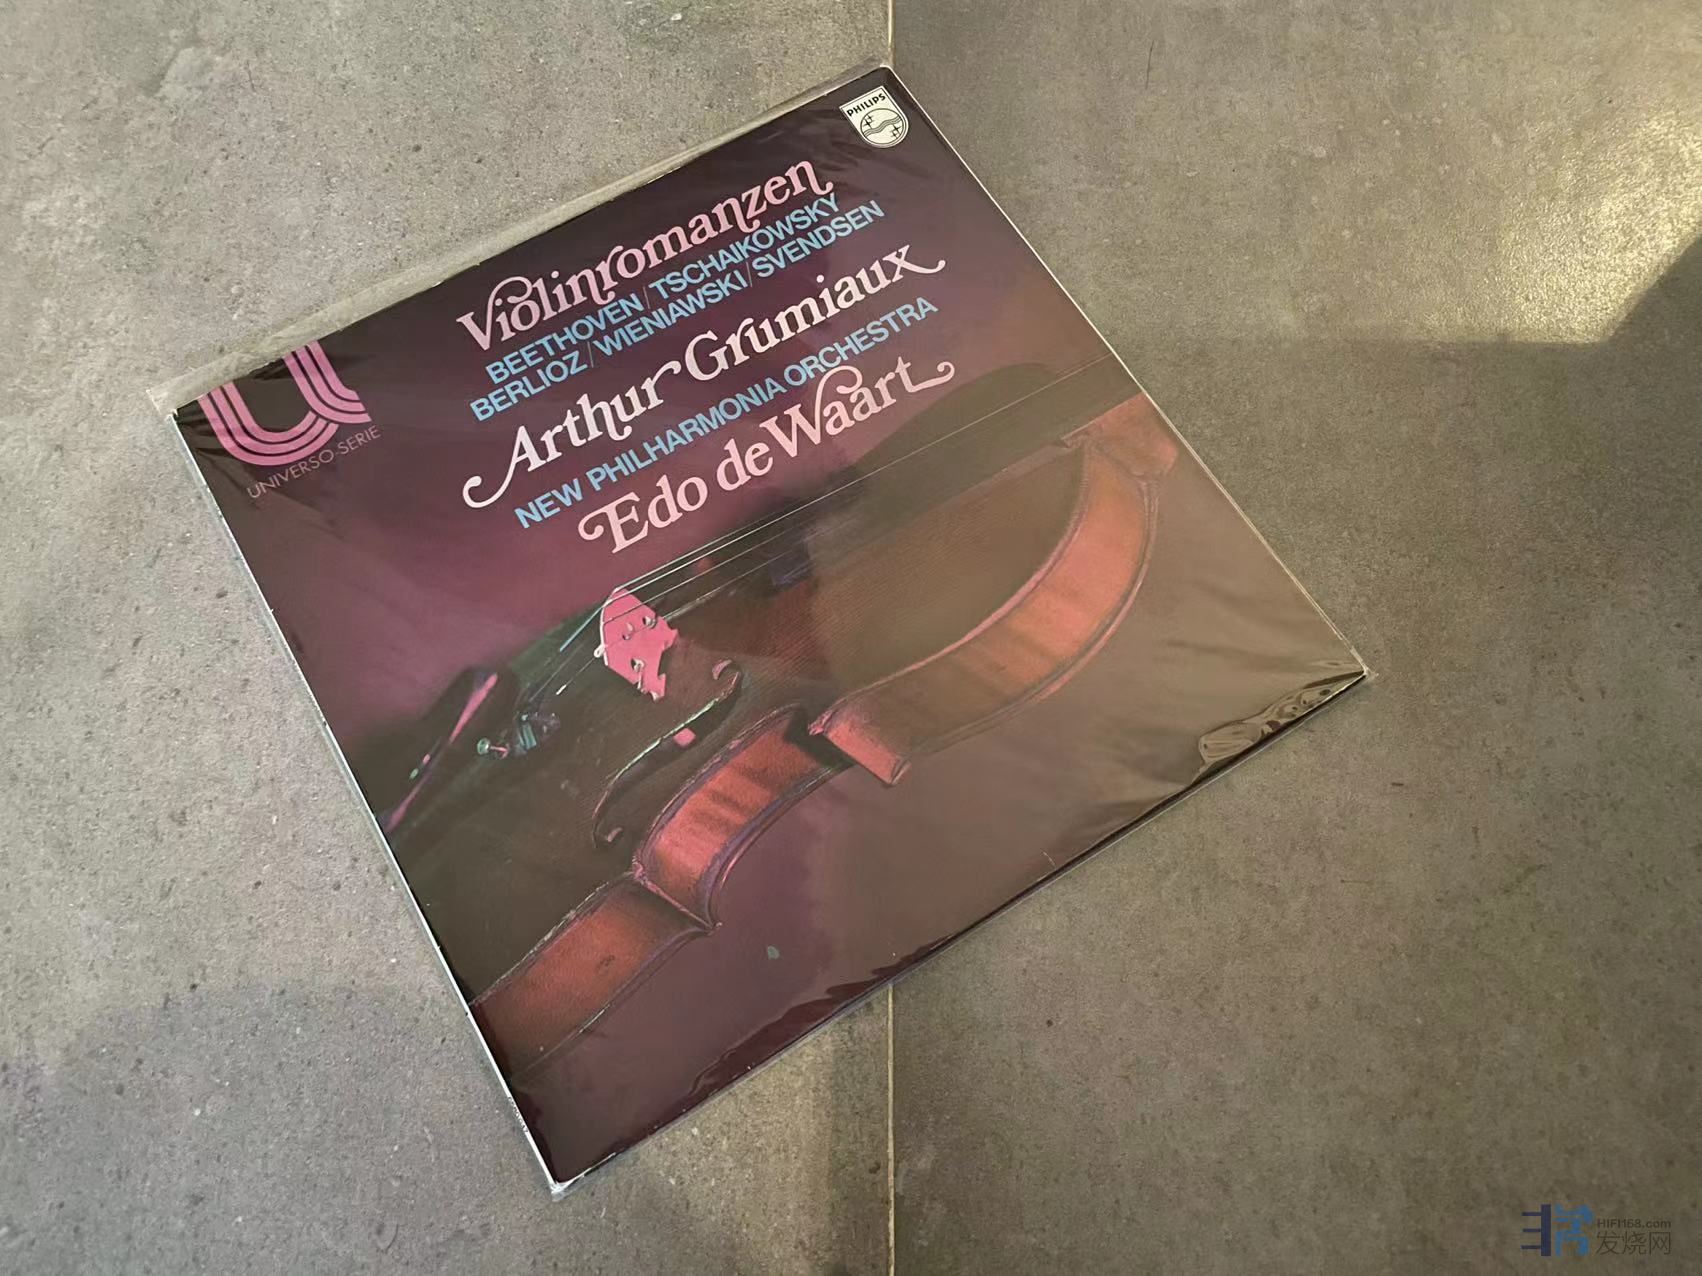 PHILIPS
Violinromanzen
BEETHOVEN/TSCHAIKOWSKY
BERLIOZ/WIENIAWSKI/SVENDSEN
Arthur Grumiaux
NEW PHILHARMONIA ORCHESTRA
Edo de Waart
UNIVERSO-SERIE
HIFI168.com
发烧网